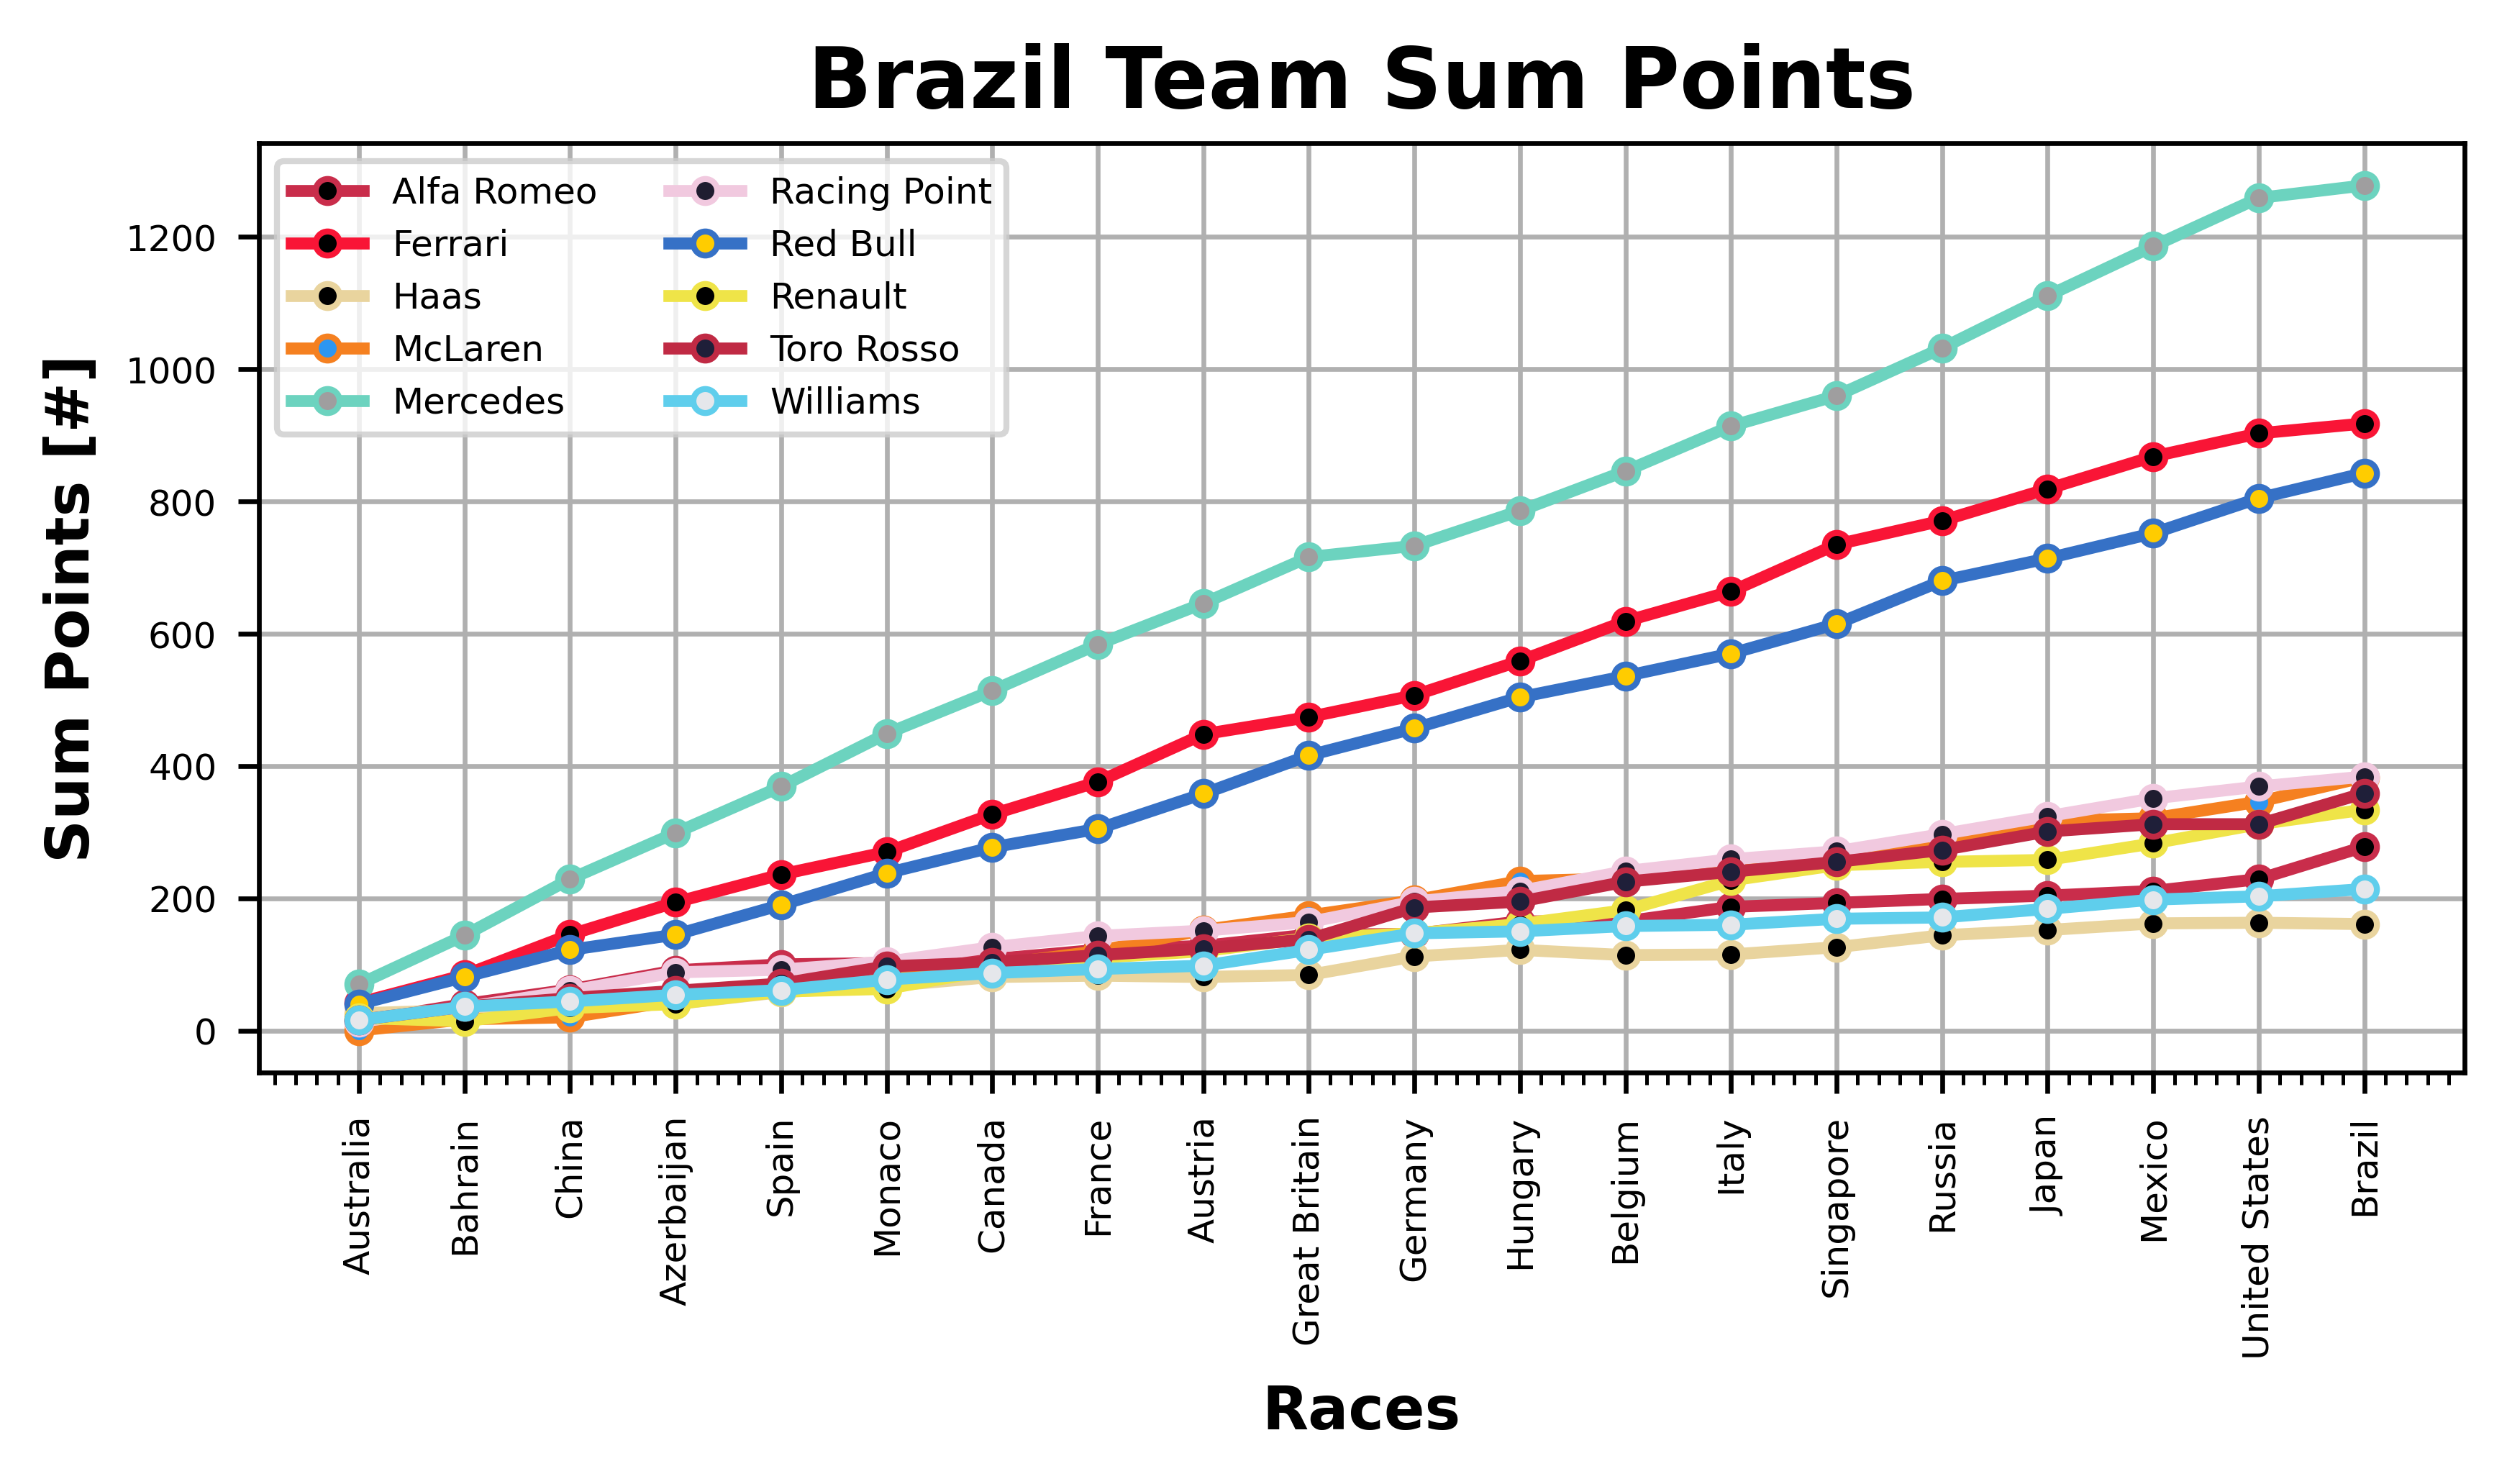 Brazil Team Sum Points
Sum Points [#]
1200
1000
800
600
400
200
0
Alfa Romeo
Ferrari
Haas
McLaren
Mercedes
Racing Point
Red Bull
Renault
Toro Rosso
Williams
Australia
Bahrain
China
Azerbaijan
Spain
Monaco
Canada
France
Austria
Great Britain
Germany
Hungary
Belgium
Italy
Singapore
Russia
Japan
Mexico
United States
Brazil
Races